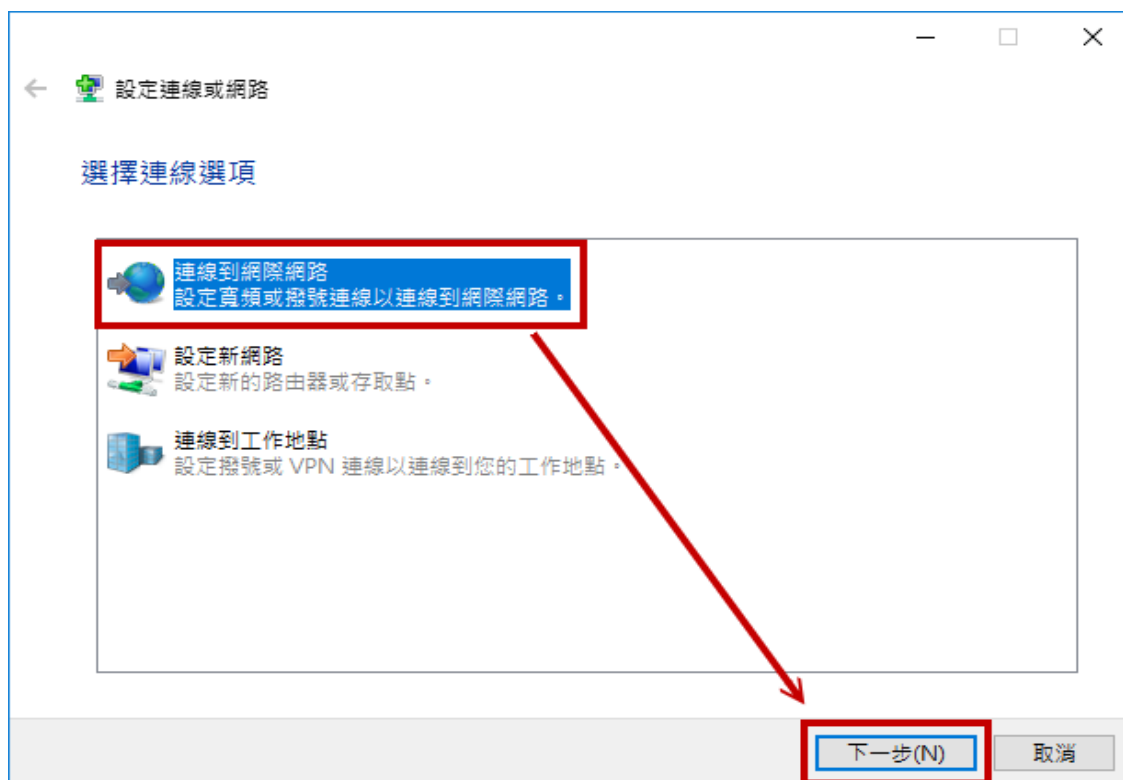 設定連線或網路
選擇連線選項
連線到網際網路
設定寬頻或撥號連線以連線到網際網路。
設定新網路
設定新的路由器或存取點。
連線到工作地點
設定撥號或 VPN 連線以連線到您的工作地點。
下一步(N)
取消